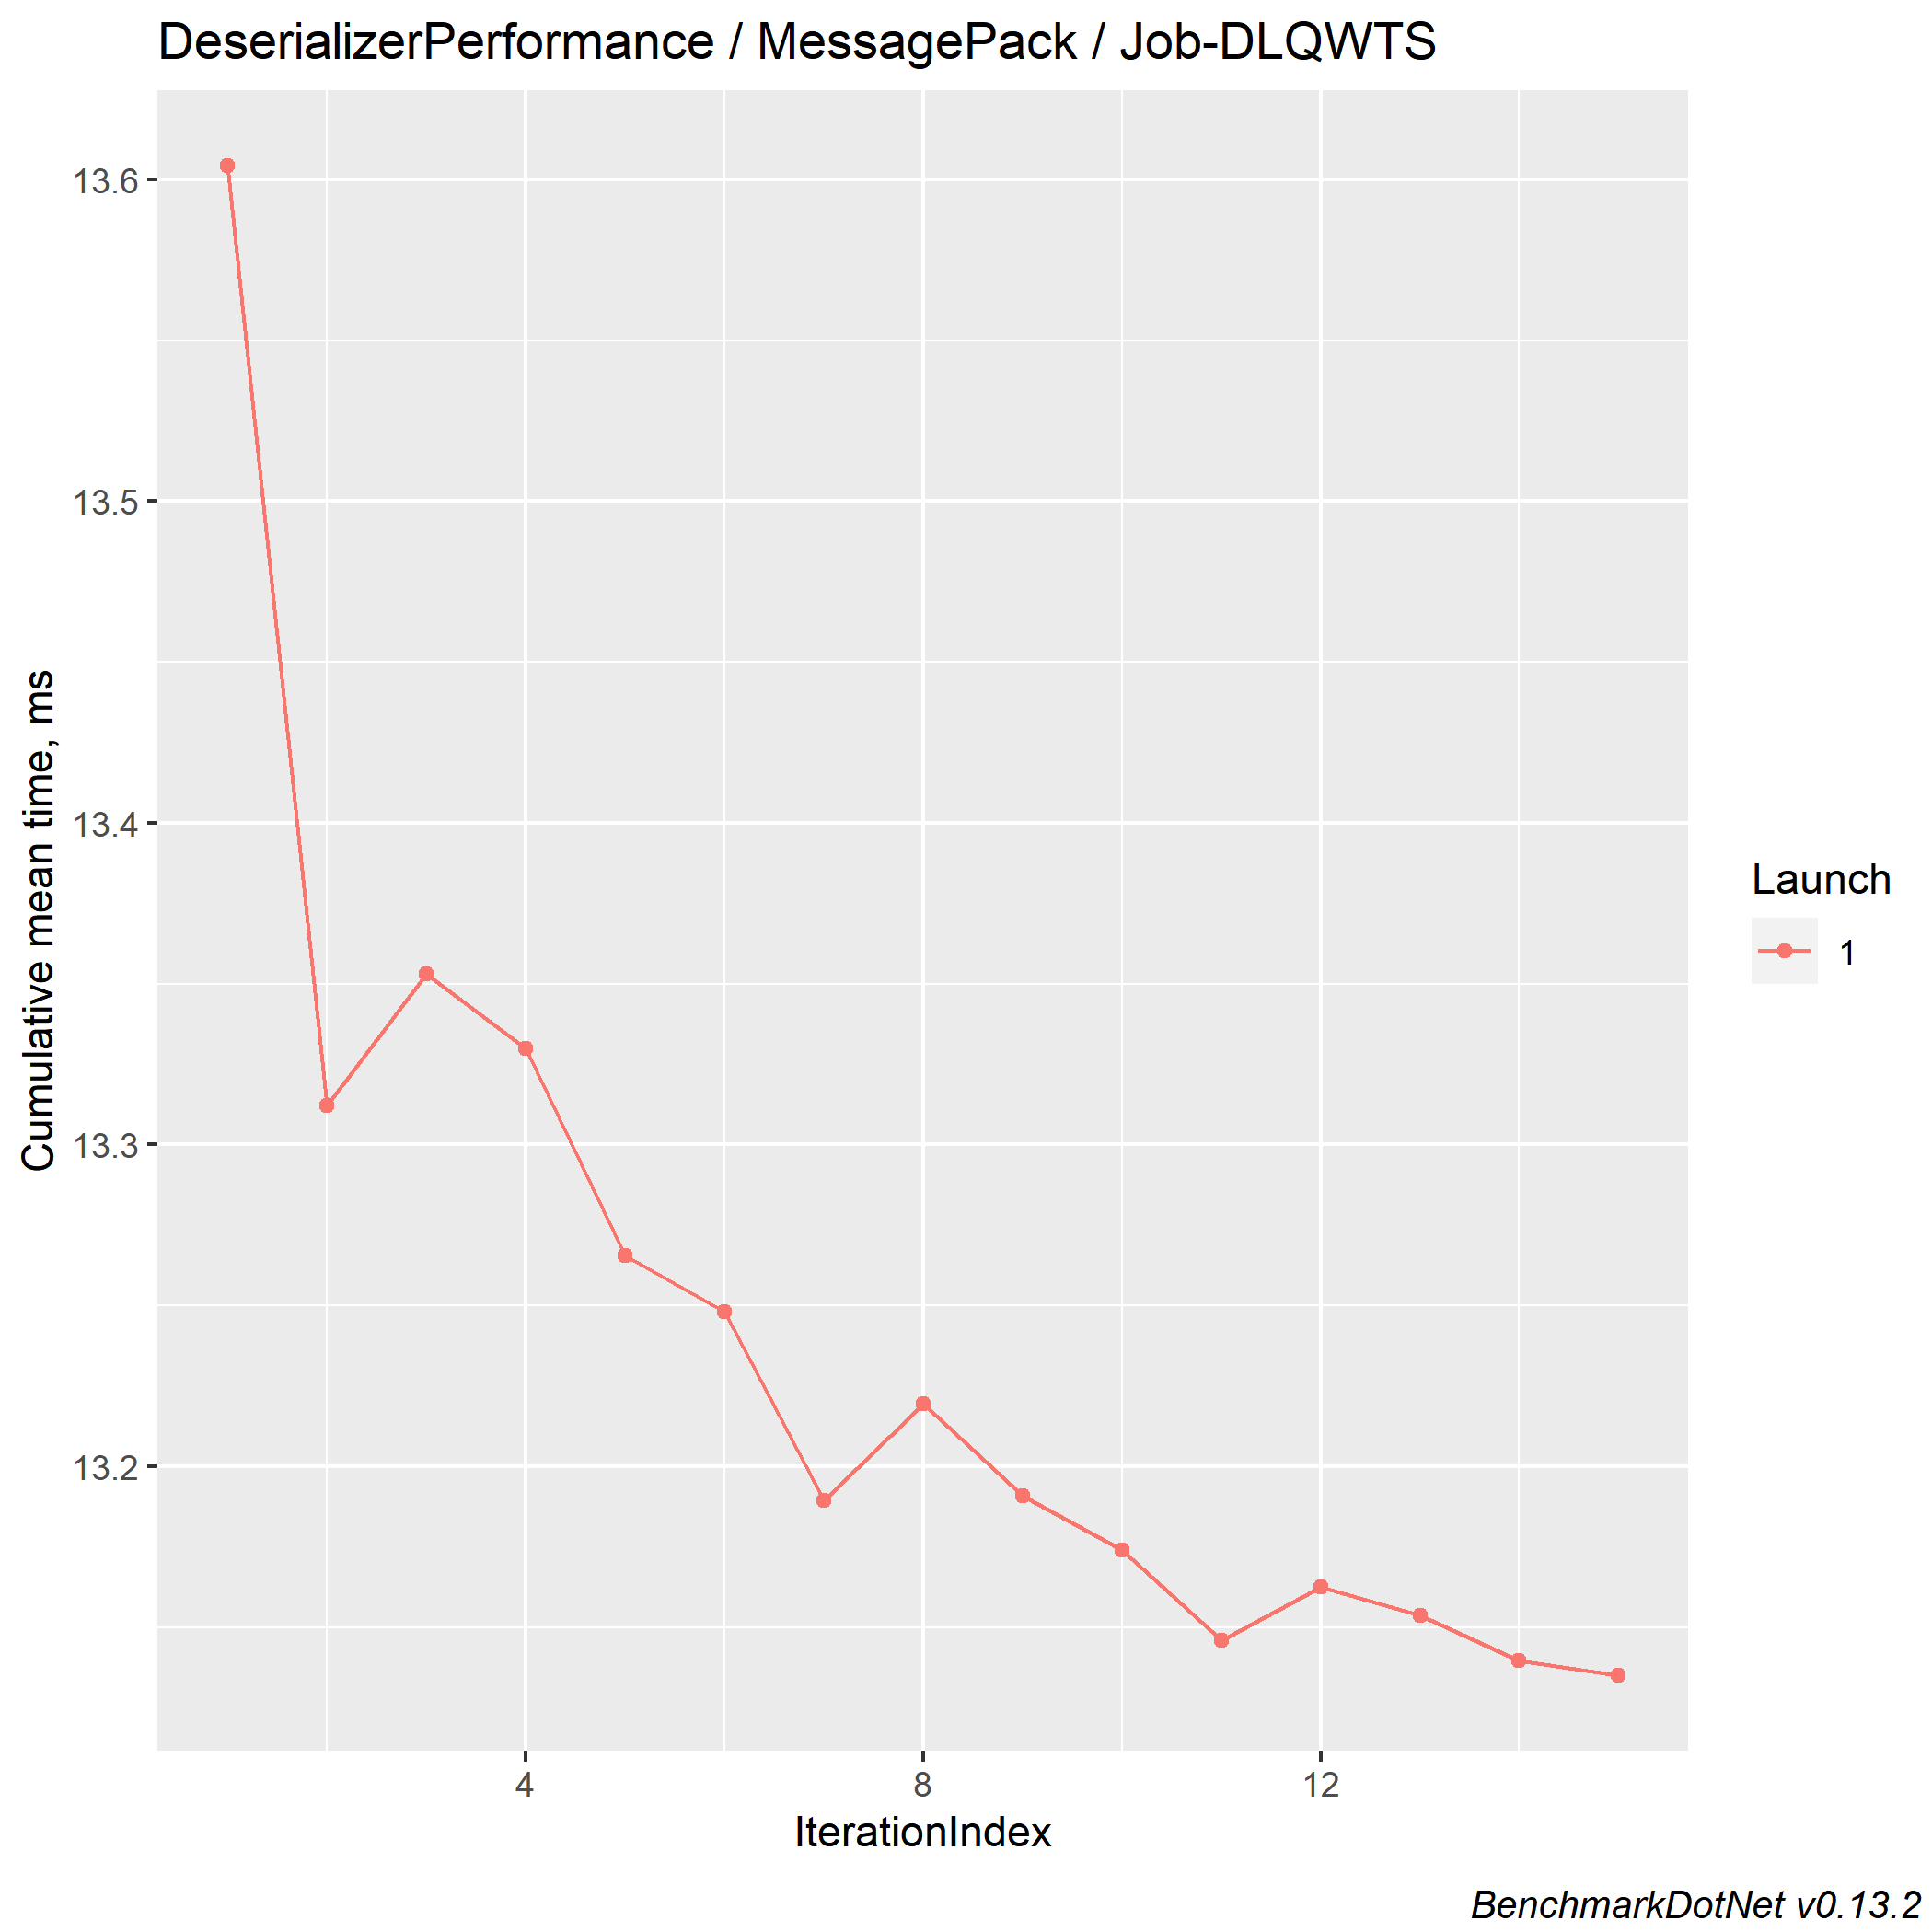 DeserializerPerformance / MessagePack / Job-DLQWTS
Cumulative mean time, ms
13.6
13.5
13.4
13.3
13.2
4
8
12
IterationIndex
Launch
1
BenchmarkDotNet v0.13.2